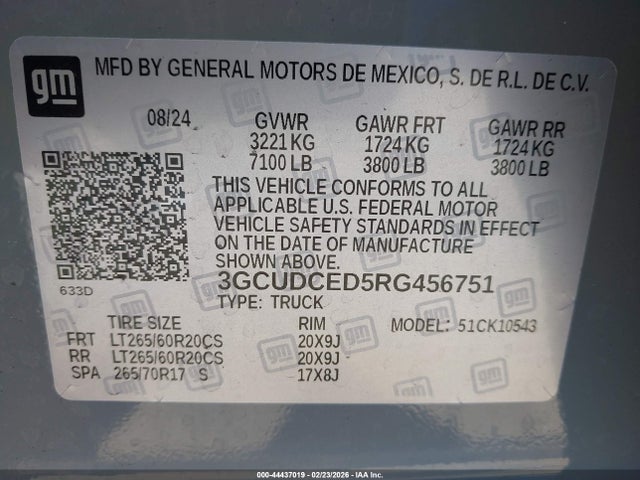 gm
MFD BY GENERAL MOTORS DE MEXICO, S. DE R.L. DE C.V.
08/24 GVWR GAWR FRT GAWR RR
3221 KG 1724 KG 1724 KG
7100 LB 3800 LB 3800 LB
THIS VEHICLE CONFORMS TO ALL
APPLICABLE U.S. FEDERAL MOTOR
VEHICLE SAFETY STANDARDS IN EFFECT
ON THE DATE OF MANUFACTURE
SHOWN ABOVE.
633D
3GCUDCED5RG456751
TYPE: TRUCK
TIRE SIZE RIM MODEL: 51CK10543
FRT LT265/60R20CS 20X9J
RR LT265/60R20CS 20X9J
SPA 265/70R17 S 17X8J
000-44437019 - 02/23/2026 - IAAI.COM